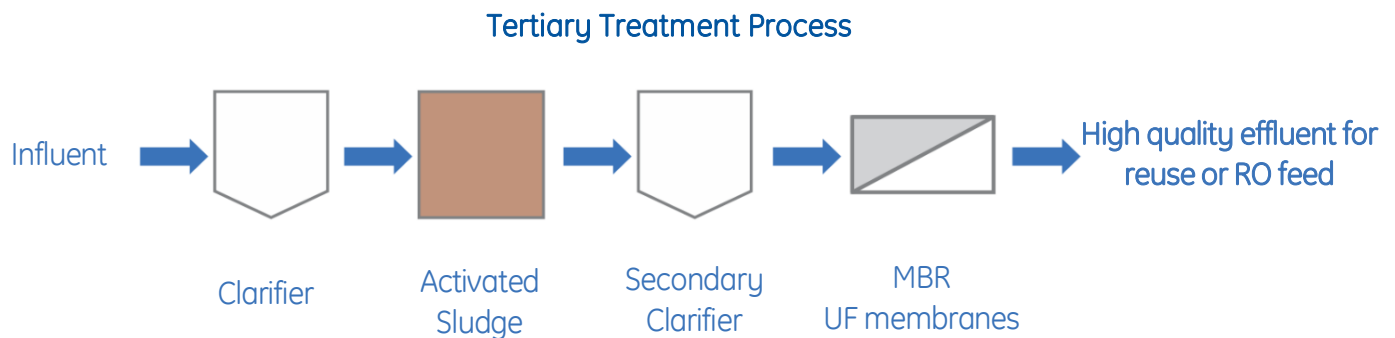 Tertiary Treatment Process
Influent
High quality effluent for
reuse or RO feed
Clarifier
Activated
Sludge
Secondary
Clarifier
MBR
UF membranes